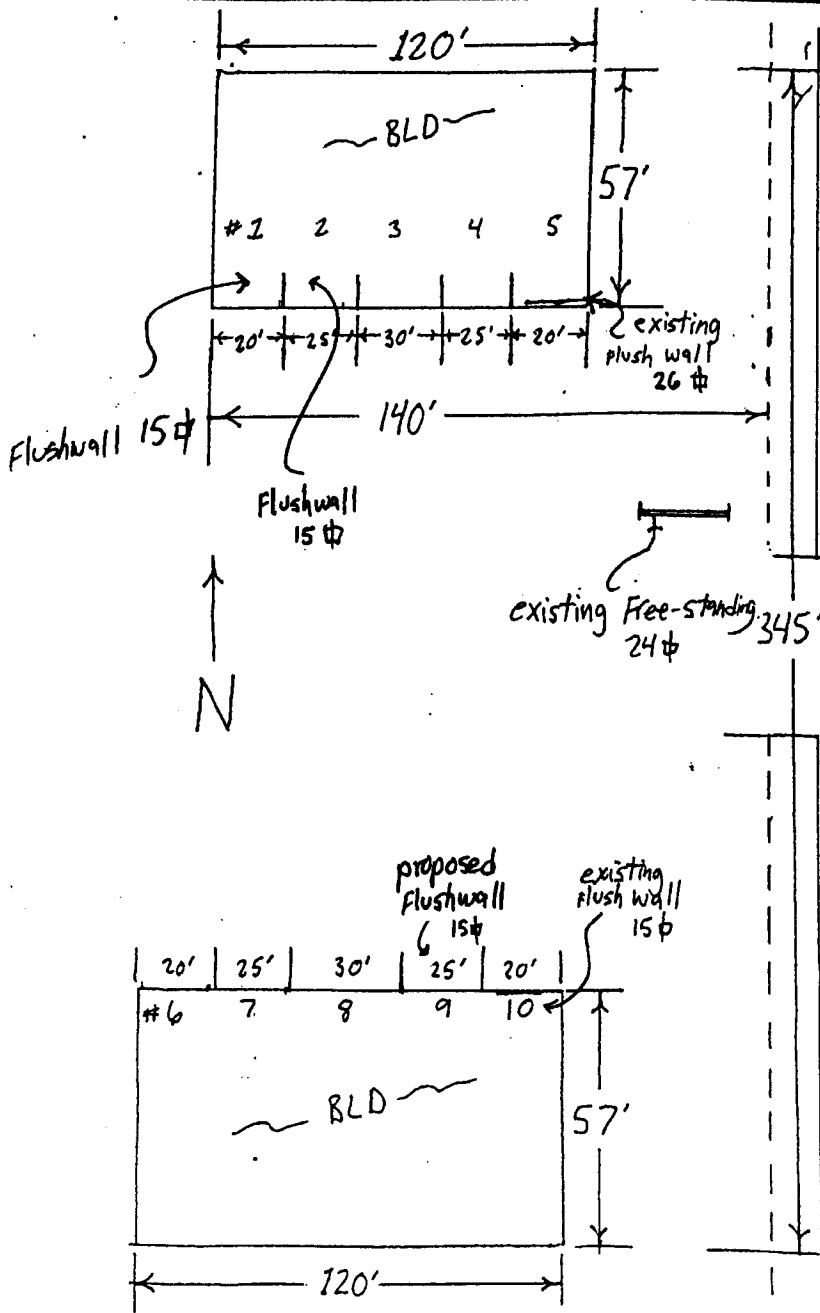 120'
BLD
57'
#1 2 3 4 5
20' 25' 30' 25' 20'
existing
flush wall
26 ⌷
140'
Flushwall 15 ⌷
Flushwall
15 ⌷
existing Free-standing
24 ⌷
345'
N
proposed
Flushwall
15 ⌷
existing
flush wall
15 ⌷
20' 25' 30' 25' 20'
#6 7 8 9 10
BLD
57'
120'